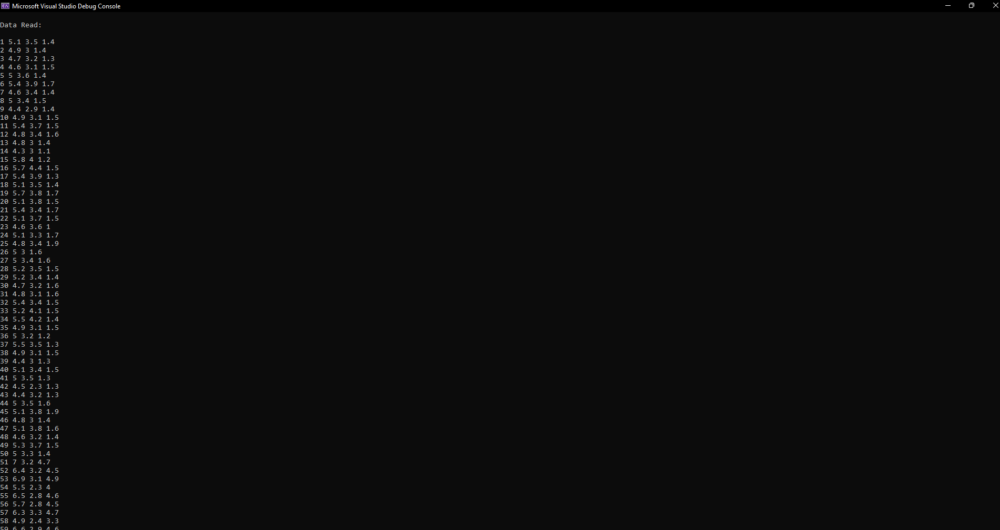 Microsoft Visual Studio Debug Console
Data Read:
1 5.1 3.5 1.4
2 4.9 3 1.4
3 4.7 3.2 1.3
4 4.6 3.1 1.5
5 5 3.6 1.4
6 5.4 3.9 1.7
7 4.6 3.4 1.4
8 5 3.4 1.5
9 4.4 2.9 1.4
10 4.9 3.1 1.5
11 5.4 3.7 1.5
12 4.8 3.4 1.6
13 4.8 3 1.4
14 4.3 3 1.1
15 5.8 4 1.2
16 5.7 4.4 1.5
17 5.4 3.9 1.3
18 5.1 3.5 1.4
19 5.7 3.8 1.7
20 5.1 3.8 1.5
21 5.4 3.4 1.7
22 5.1 3.7 1.5
23 4.6 3.6 1
24 5.1 3.3 1.7
25 4.8 3.4 1.9
26 5 3 1.6
27 5 3.4 1.6
28 5.2 3.5 1.5
29 5.2 3.4 1.4
30 4.7 3.2 1.6
31 4.8 3.1 1.6
32 5.4 3.4 1.5
33 5.2 4.1 1.5
34 5.5 4.2 1.4
35 4.9 3.1 1.5
36 5 3.2 1.2
37 5.5 3.5 1.3
38 4.9 3.1 1.5
39 4.4 3 1.3
40 5.1 3.4 1.5
41 5 3.5 1.3
42 4.5 2.3 1.3
43 4.4 3.2 1.3
44 5 3.5 1.6
45 5.1 3.8 1.9
46 4.8 3 1.4
47 5.1 3.8 1.6
48 4.6 3.2 1.4
49 5.3 3.7 1.5
50 5 3.3 1.4
51 7 3.2 4.7
52 6.4 3.2 4.5
53 6.9 3.1 4.9
54 5.5 2.3 4
55 6.5 2.8 4.6
56 5.7 2.8 4.5
57 6.3 3.3 4.7
58 4.9 2.4 3.3
59 6.6 2.9 4.6